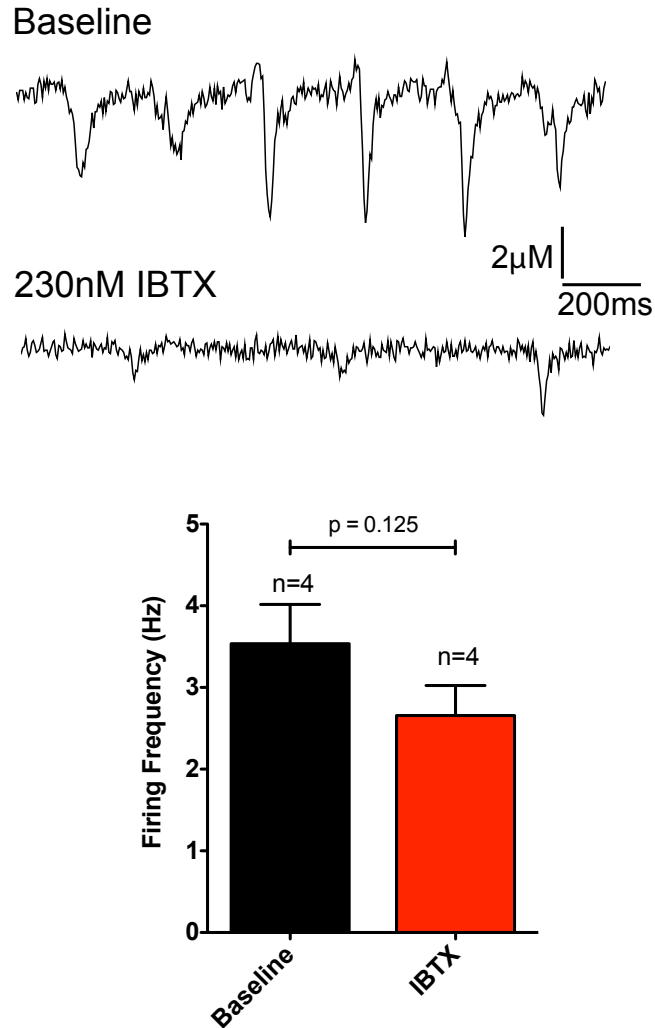 Baseline
2µM
230nM IBTX
200ms
5
p = 0.125
n=4
4
n=4
3
2
1
0
Firing Frequency (Hz)
Baseline
IBTX